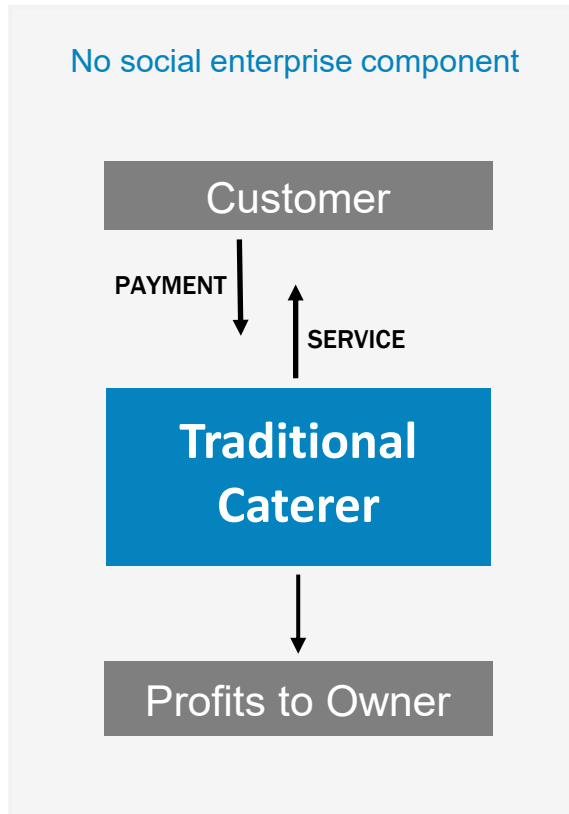 No social enterprise component
Customer
PAYMENT
SERVICE
Traditional
Caterer
Profits to Owner